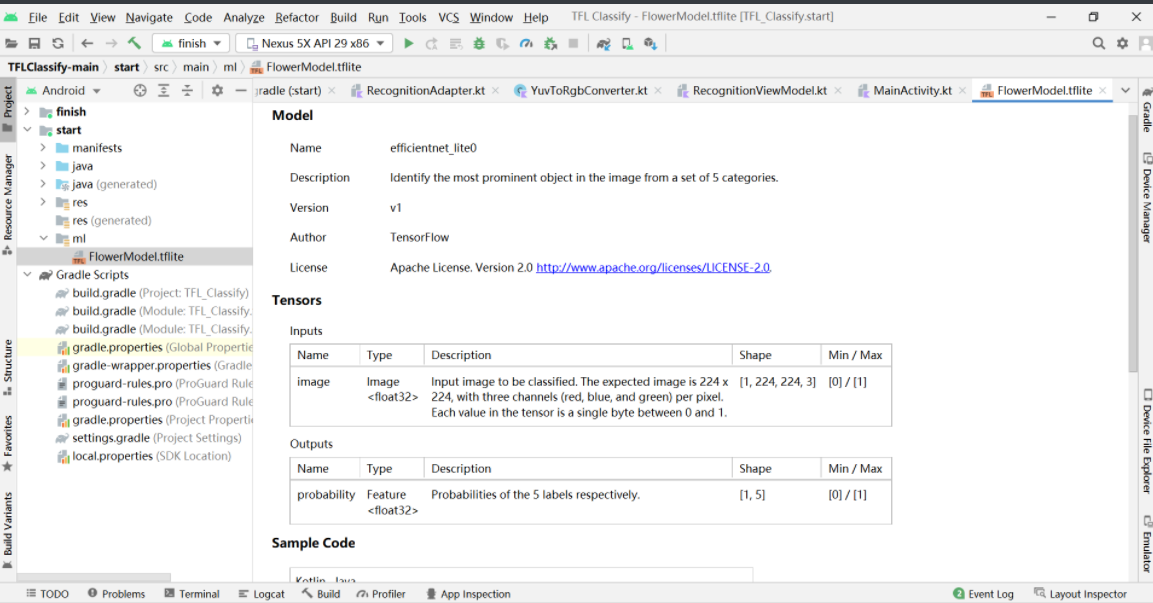 File Edit View Navigate Code Analyze Refactor Build Run Tools VCS Window Help TFL Classify - FlowerModel.tflite [TFL_Classify.start]
finish Nexus 5X API 29 x86
TFLClassify-main start src main ml FlowerModel.tflite
Project
Resource Manager
Structure
Favorites
Build Variants
Android
finish
start
manifests
java
java (generated)
res
res (generated)
ml
FlowerModel.tflite
Gradle Scripts
build.gradle (Project: TFL_Classify)
build.gradle (Module: TFL_Classify.
build.gradle (Module: TFL_Classify.
gradle.properties (Global Propertie
gradle-wrapper.properties (Gradle
proguard-rules.pro (ProGuard Rule
proguard-rules.pro (ProGuard Rule
gradle.properties (Project Properti
settings.gradle (Project Settings)
local.properties (SDK Location)
radle (:start) RecognitionAdapter.kt YuvToRgbConverter.kt RecognitionViewModel.kt MainActivity.kt FlowerModel.tflite
Model
Name efficientnet_lite0
Description Identify the most prominent object in the image from a set of 5 categories.
Version v1
Author TensorFlow
License Apache License. Version 2.0 http://www.apache.org/licenses/LICENSE-2.0.
Tensors
Inputs
Name Type Description Shape Min / Max
image Image Input image to be classified. The expected image is 224 x [1, 224, 224, 3] [0] / [1]
<float32> 224, with three channels (red, blue, and green) per pixel.
Each value in the tensor is a single byte between 0 and 1.
Outputs
Name Type Description Shape Min / Max
probability Feature Probabilities of the 5 labels respectively. [1, 5] [0] / [1]
<float32>
Sample Code
Kotlin Java
Gradle
Device Manager
Device File Explorer
Emulator
TODO Problems Terminal Logcat Build Profiler App Inspection 2 Event Log Layout Inspector